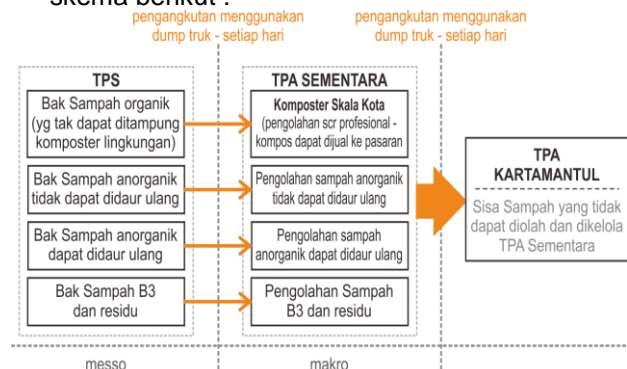 skema berikut :
pengangkutan menggunakan
dump truk - setiap hari
pengangkutan menggunakan
dump truk - setiap hari
TPS
Bak Sampah organik
(yg tak dapat ditampung
komposter lingkungan)
Bak Sampah anorganik
tidak dapat didaur ulang
Bak Sampah anorganik
dapat didaur ulang
Bak Sampah B3
dan residu
TPA SEMENTARA
Komposter Skala Kota
(pengolahan scr profesional -
kompos dapat dijual ke pasaran
Pengolahan sampah anorganik
tidak dapat didaur ulang
Pengolahan sampah
anorganik dapat didaur ulang
Pengolahan Sampah
B3 dan residu
TPA
KARTAMANTUL
Sisa Sampah yang tidak
dapat diolah dan dikelola
TPA Sementara
messo
makro